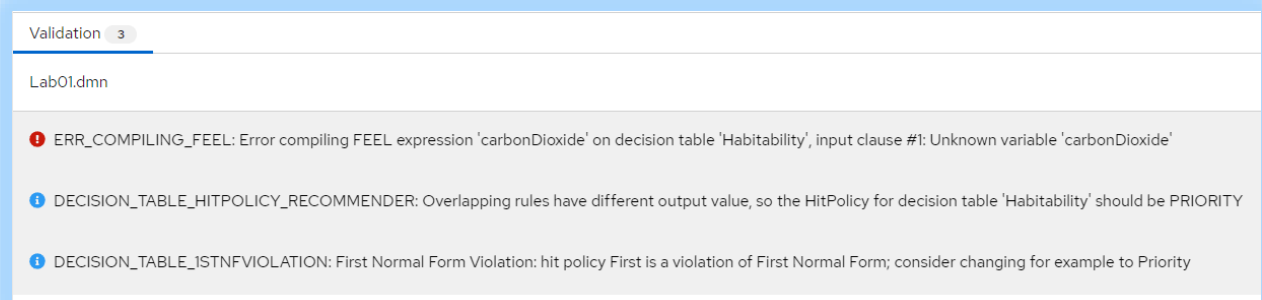 Validation 3
Lab01.dmn
ERR_COMPILING_FEEL: Error compiling FEEL expression 'carbonDioxide' on decision table 'Habitability', input clause #1: Unknown variable 'carbonDioxide'
DECISION_TABLE_HITPOLICY_RECOMMENDER: Overlapping rules have different output value, so the HitPolicy for decision table 'Habitability' should be PRIORITY
DECISION_TABLE_1STNFVIOLATION: First Normal Form Violation: hit policy First is a violation of First Normal Form; consider changing for example to Priority